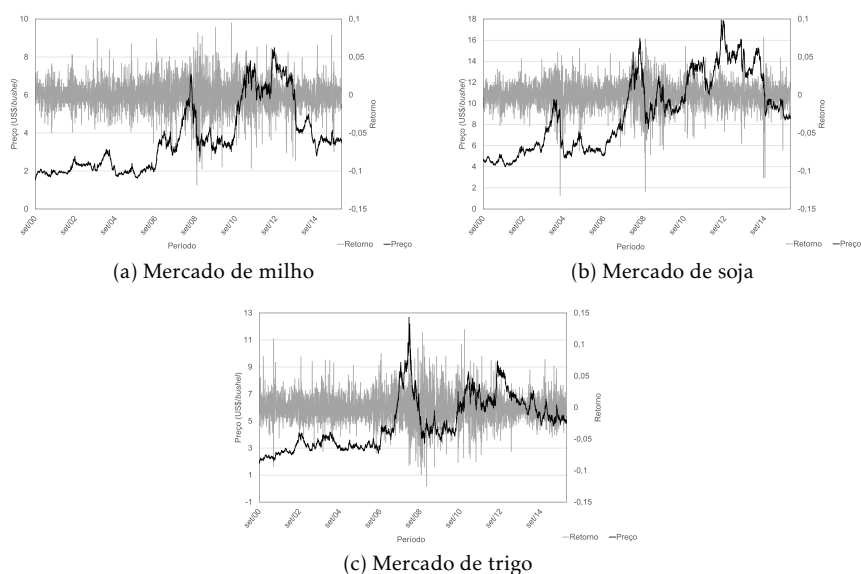 10
8
6
4
2
0
0,1
0,05
0
-0,05
-0,1
-0,15
Preço (US$/bushel)
Retorno
set/00
set/02
set/04
set/06
set/08
set/10
set/12
set/14
Período
Retorno Preço
(a) Mercado de milho
18
16
14
12
10
8
6
4
2
0
0,1
0,05
0
-0,05
-0,1
-0,15
Preço (US$/bushel)
Retorno
set/00
set/02
set/04
set/06
set/08
set/10
set/12
set/14
Período
Retorno Preço
(b) Mercado de soja
13
11
9
7
5
3
1
-1
0,15
0,1
0,05
0
-0,05
-0,1
-0,15
Preço (US$/bushel)
Retorno
set/00
set/02
set/04
set/06
set/08
set/10
set/12
set/14
Período
Retorno Preço
(c) Mercado de trigo